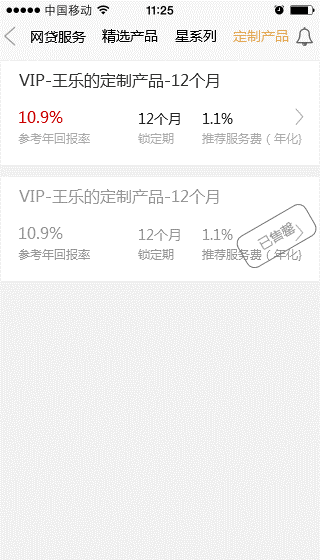 中国移动 11:25
网贷服务 精选产品 星系列 定制产品
VIP-王乐的定制产品-12个月
10.9% 12个月 1.1%
参考年回报率 锁定期 推荐服务费（年化）
VIP-王乐的定制产品-12个月
10.9% 12个月 1.1%
参考年回报率 锁定期 推荐服务费（年化）
已售罄